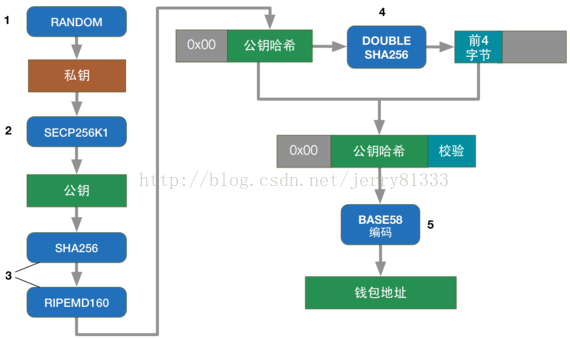 1
RANDOM
私钥
2
SECP256K1
公钥
SHA256
3
RIPEMD160
4
0x00
公钥哈希
DOUBLE
SHA256
前4
字节
0x00
公钥哈希
校验
http://blog.csdn.net/jerry81333
BASE58
编码
5
钱包地址